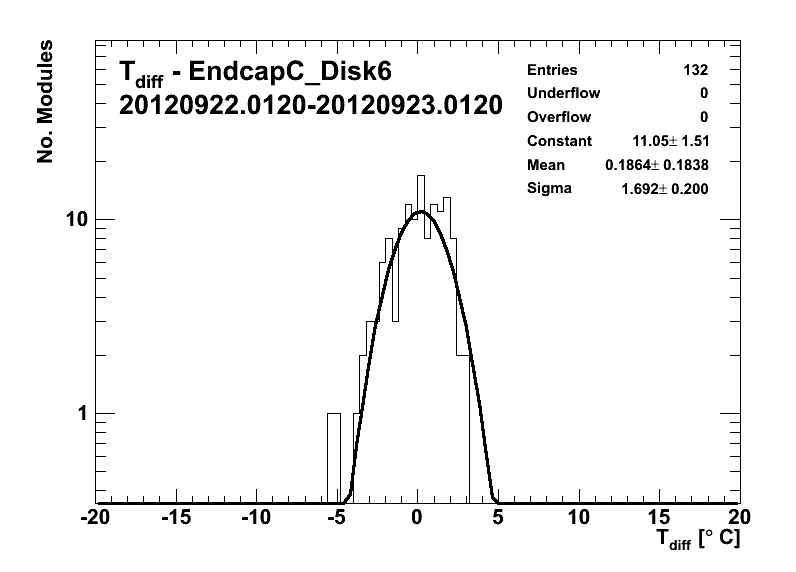 No. Modules
Tdiff - EndcapC_Disk6
20120922.0120-20120923.0120
Entries 132
Underflow 0
Overflow 0
Constant 11.05± 1.51
Mean 0.1864± 0.1838
Sigma 1.692± 0.200
10
1
-20 -15 -10 -5 0 5 10 15 20
Tdiff [° C]